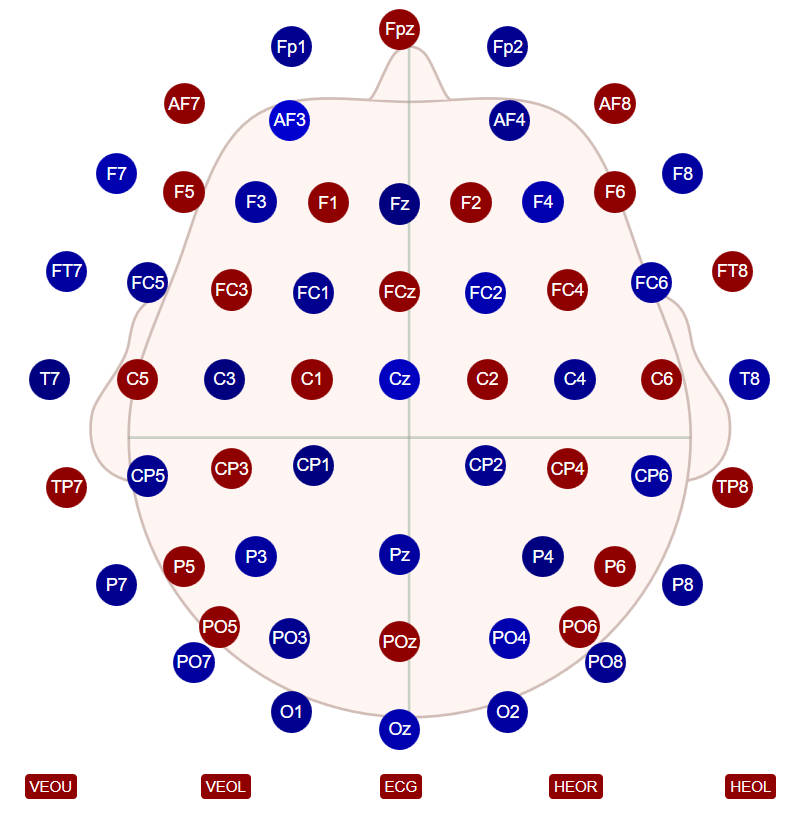 Fpz
Fp1 Fp2
AF7 AF8
AF3 AF4
F7 F8
F5 F3 F1 Fz F2 F4 F6
FT7 FT8
FC5 FC3 FC1 FCz FC2 FC4 FC6
T7 C5 C3 C1 Cz C2 C4 C6 T8
CP5 CP3 CP1 CP2 CP4 CP6
TP7 TP8
P5 P3 Pz P4 P6
P7 P8
PO5 PO3 POz PO4 PO6
PO7 PO8
O1 Oz O2
VEOU VEOL ECG HEOR HEOL